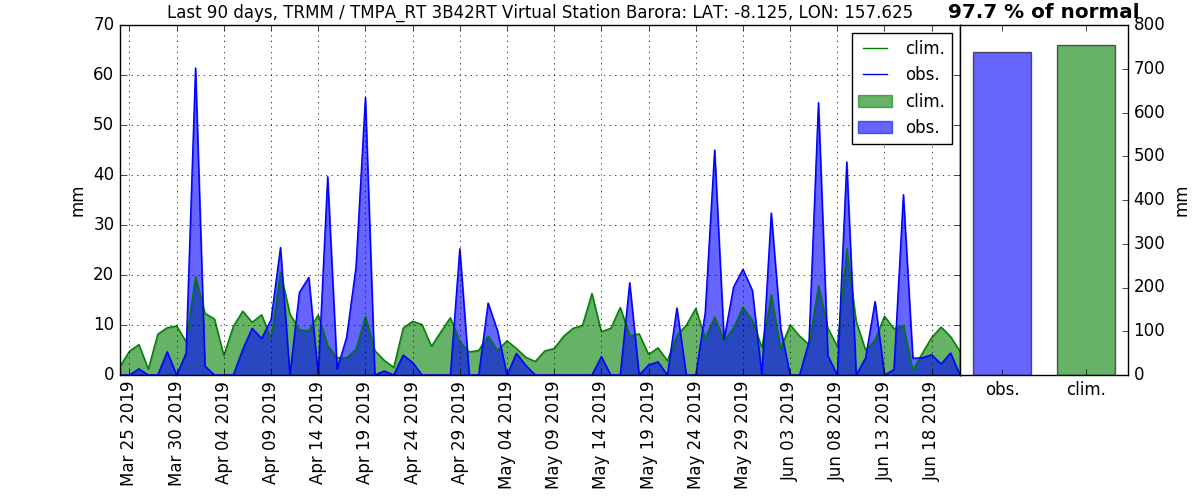 Last 90 days, TRMM / TMPA_RT 3B42RT Virtual Station Barora: LAT: -8.125, LON: 157.625
97.7 % of normal
70
60
50
40
30
20
10
0
mm
clim.
obs.
clim.
obs.
800
700
600
500
400
300
200
100
0
mm
Mar 25 2019
Mar 30 2019
Apr 04 2019
Apr 09 2019
Apr 14 2019
Apr 19 2019
Apr 24 2019
Apr 29 2019
May 04 2019
May 09 2019
May 14 2019
May 19 2019
May 24 2019
May 29 2019
Jun 03 2019
Jun 08 2019
Jun 13 2019
Jun 18 2019
obs.
clim.